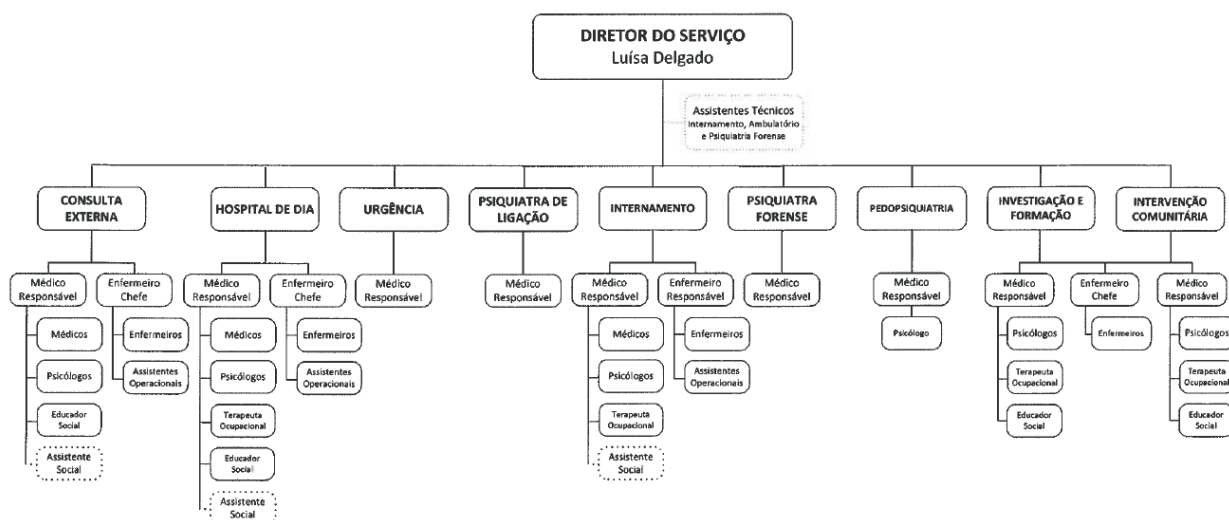 DIRETOR DO SERVIÇO
Luísa Delgado
Assistentes Técnicos
Internamento, Ambulatório
e Psiquiatria Forense
CONSULTA
EXTERNA
HOSPITAL DE DIA
URGÊNCIA
PSIQUIATRA DE
LIGAÇÃO
INTERNAMENTO
PSIQUIATRA
FORENSE
PEDOPSIQUIATRIA
INVESTIGAÇÃO E
FORMAÇÃO
INTERVENÇÃO
COMUNITÁRIA
Médico
Responsável
Enfermeiro
Chefe
Médico
Responsável
Enfermeiro
Chefe
Médico
Responsável
Médico
Responsável
Médico
Responsável
Enfermeiro
Responsável
Médico
Responsável
Médico
Responsável
Médico
Responsável
Enfermeiro
Chefe
Médico
Responsável
Médicos
Enfermeiros
Médicos
Enfermeiros
Médicos
Enfermeiros
Psicólogo
Psicólogos
Enfermeiros
Psicólogos
Psicólogos
Assistentes
Operacionais
Psicólogos
Assistentes
Operacionais
Psicólogos
Assistentes
Operacionais
Terapeuta
Ocupacional
Terapeuta
Ocupacional
Educador
Social
Terapeuta
Ocupacional
Terapeuta
Ocupacional
Educador
Social
Educador
Social
Assistente
Social
Educador
Social
Assistente
Social
Assistente
Social